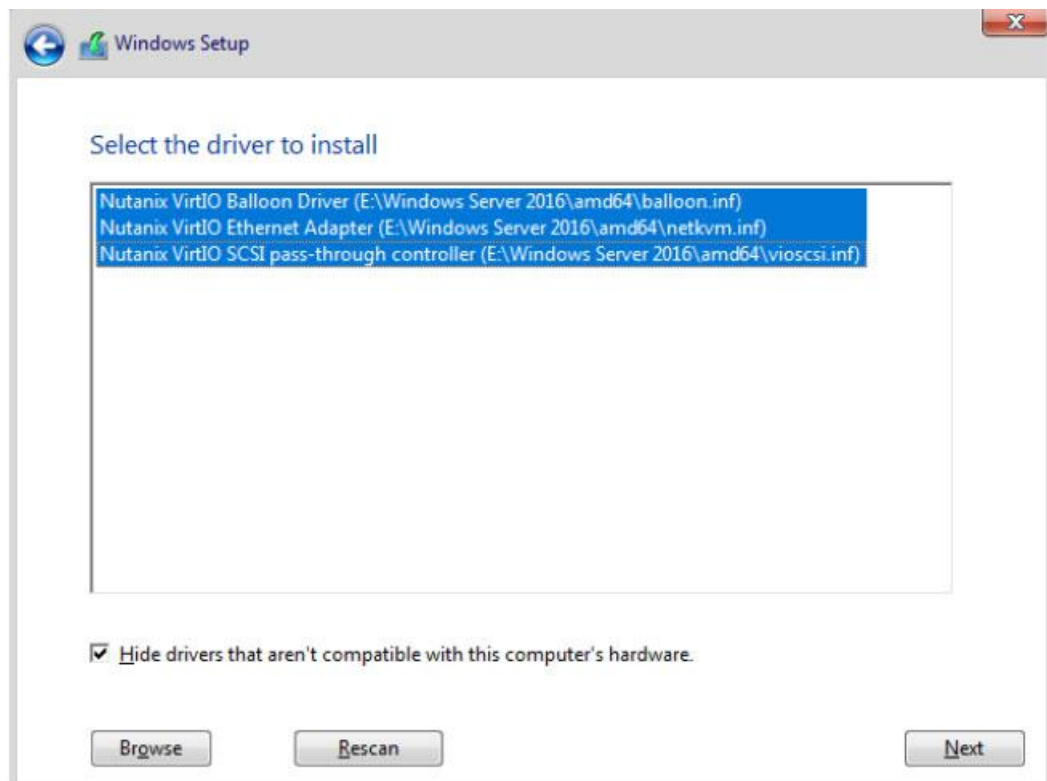 Windows Setup
Select the driver to install
Nutanix VirtIO Balloon Driver (E:\Windows Server 2016\amd64\balloon.inf)
Nutanix VirtIO Ethernet Adapter (E:\Windows Server 2016\amd64\netkvm.inf)
Nutanix VirtIO SCSI pass-through controller (E:\Windows Server 2016\amd64\vioscsi.inf)
Hide drivers that aren't compatible with this computer's hardware.
Browse Rescan Next